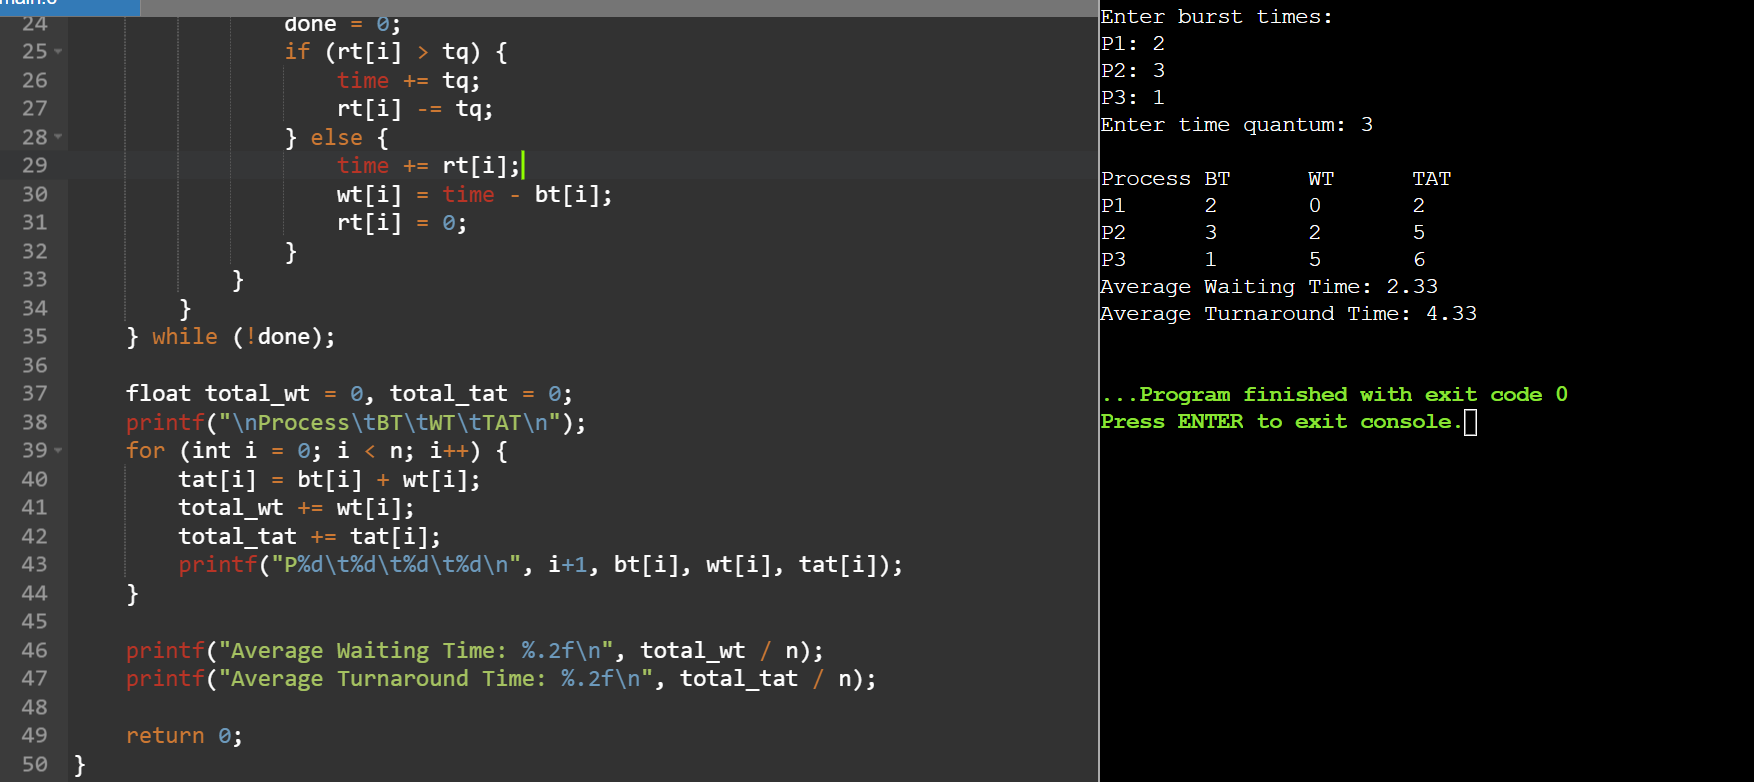 24 done = 0;
25 if (rt[i] > tq) {
26 time += tq;
27 rt[i] -= tq;
28 } else {
29 time += rt[i];
30 wt[i] = time - bt[i];
31 rt[i] = 0;
32 }
33 }
34 }
35 } while (!done);
36
37 float total_wt = 0, total_tat = 0;
38 printf("\nProcess\tBT\tWT\tTAT\n");
39 for (int i = 0; i < n; i++) {
40 tat[i] = bt[i] + wt[i];
41 total_wt += wt[i];
42 total_tat += tat[i];
43 printf("P%d\t%d\t%d\t%d\n", i+1, bt[i], wt[i], tat[i]);
44 }
45
46 printf("Average Waiting Time: %.2f\n", total_wt / n);
47 printf("Average Turnaround Time: %.2f\n", total_tat / n);
48
49 return 0;
50 }
Enter burst times:
P1: 2
P2: 3
P3: 1
Enter time quantum: 3
Process BT WT TAT
P1 2 0 2
P2 3 2 5
P3 1 5 6
Average Waiting Time: 2.33
Average Turnaround Time: 4.33
...Program finished with exit code 0
Press ENTER to exit console.